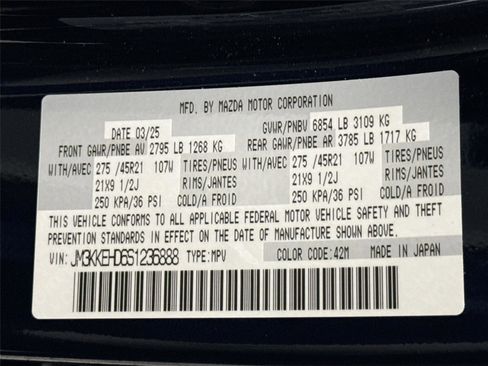 MFD. BY MAZDA MOTOR CORPORATION
DATE 03/25 GVWR/PNBV 6854 LB 3109 KG
FRONT GAWR/PNBE AV 2795 LB 1268 KG REAR GAWR/PNBE AR 3785 LB 1717 KG
WITH/AVEC 275 /45R21 107W TIRES/PNEUS WITH/AVEC 275 /45R21 107W TIRES/PNEUS
21X9 1/2J RIMS/JANTES 21X9 1/2J RIMS/JANTES
250 KPA/36 PSI COLD/A FROID 250 KPA/36 PSI COLD/A FROID
THIS VEHICLE CONFORMS TO ALL APPLICABLE FEDERAL MOTOR VEHICLE SAFETY AND THEFT
PREVENTION STANDARDS IN EFFECT ON THE DATE OF MANUFACTURE SHOWN ABOVE.
VIN: JM3KKEHD6S1236888 TYPE:MPV COLOR CODE:42M MADE IN JAPAN